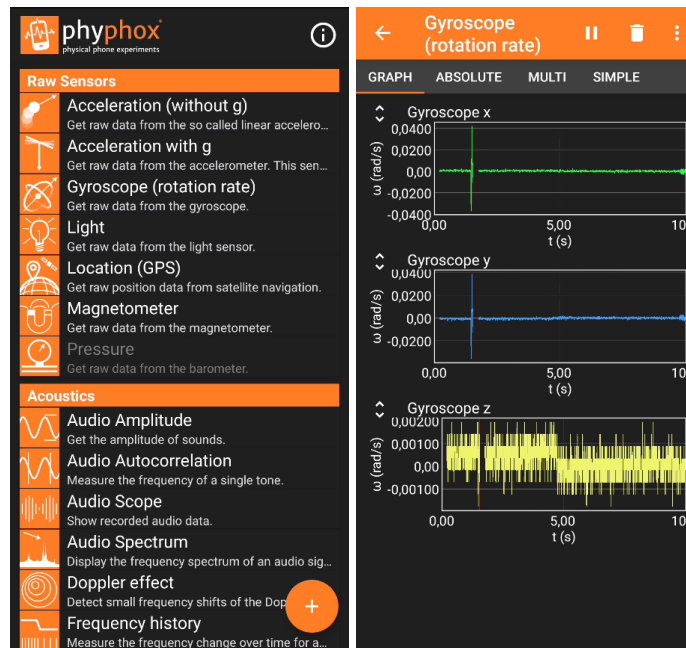 phyphox
physical phone experiments
Raw Sensors
Acceleration (without g)
Get raw data from the so called linear accelero...
Acceleration with g
Get raw data from the accelerometer. This sen...
Gyroscope (rotation rate)
Get raw data from the gyroscope.
Light
Get raw data from the light sensor.
Location (GPS)
Get raw position data from satellite navigation.
Magnetometer
Get raw data from the magnetometer.
Pressure
Get raw data from the barometer.
Acoustics
Audio Amplitude
Get the amplitude of sounds.
Audio Autocorrelation
Measure the frequency of a single tone.
Audio Scope
Show recorded audio data.
Audio Spectrum
Display the frequency spectrum of an audio sig...
Doppler effect
Detect small frequency shifts of the Dop
Frequency history
Measure the frequency change over time for a...
+
Gyroscope
(rotation rate)
GRAPH ABSOLUTE MULTI SIMPLE
Gyroscope x
0,0400
0,0200
0,00
-0,0200
-0,0400
ω (rad/s)
0,00 5,00 10
t (s)
Gyroscope y
0,0400
0,0200
0,00
-0,0200
ω (rad/s)
0,00 5,00 10
t (s)
Gyroscope z
0,00200
0,00100
0,00
-0,00100
ω (rad/s)
0,00 5,00 10
t (s)